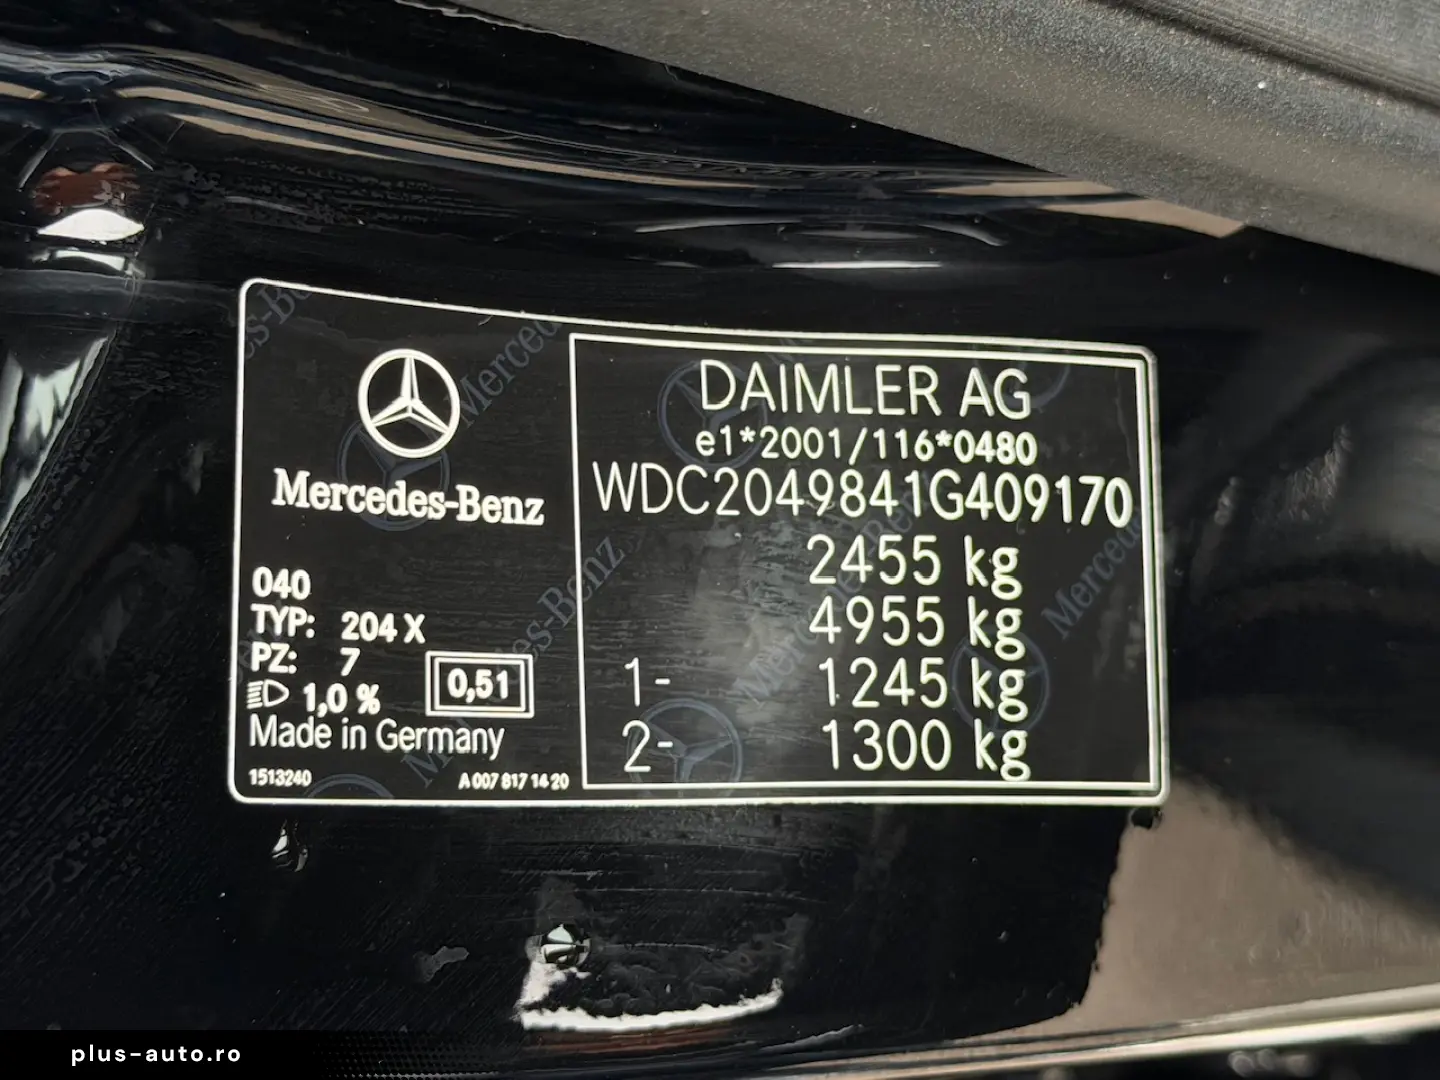 Mercedes-Benz
040
TYP: 204 X
PZ: 7
1,0 %
0,51
Made in Germany
1513240
A 007 817 14 20
DAIMLER AG
e1*2001/116*0480
WDC2049841G409170
2455 kg
4955 kg
1- 1245 kg
2- 1300 kg
plus-auto.ro